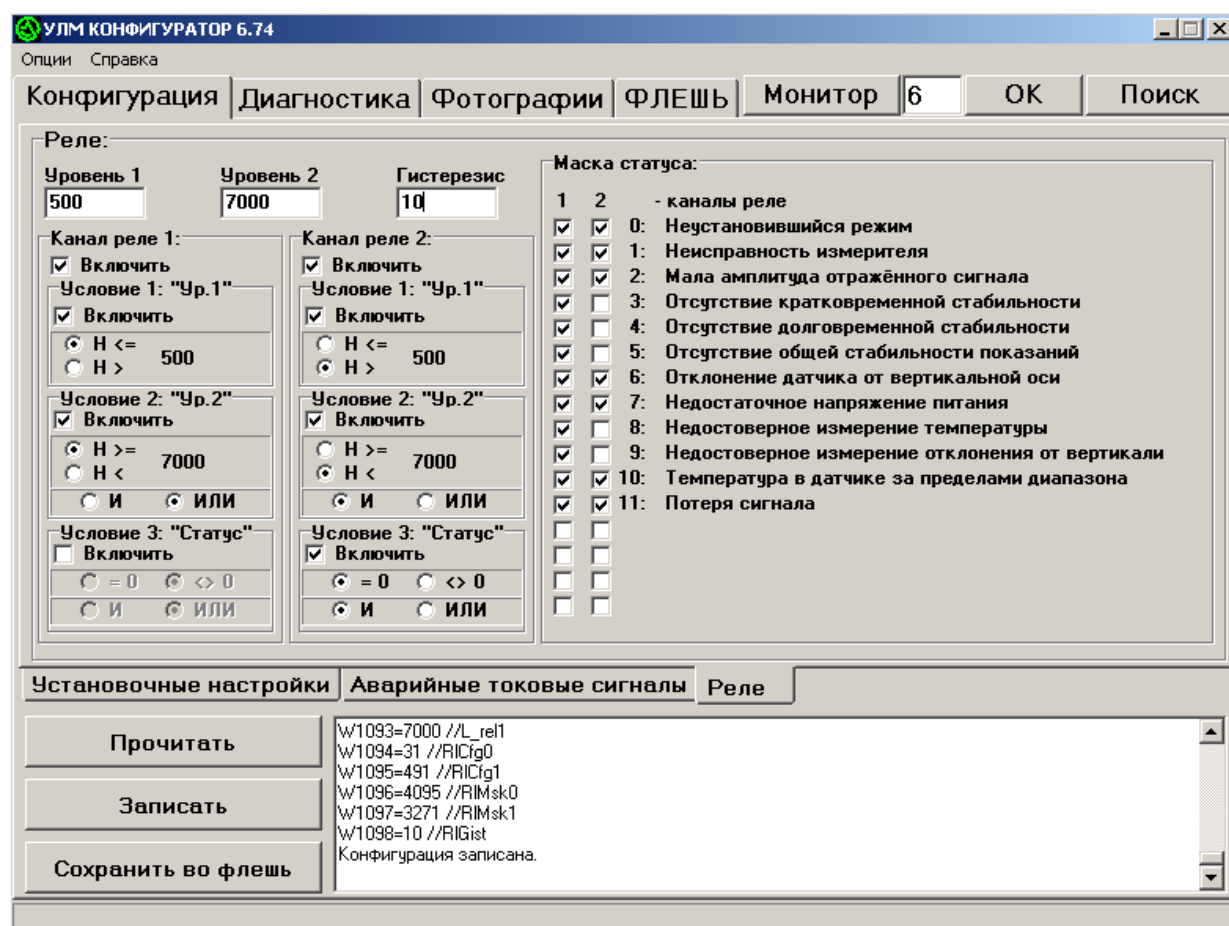 УЛМ КОНФИГУРАТОР 6.74
Опции Справка
Конфигурация Диагностика Фотографии ФЛЕШЬ Монитор 6 OK Поиск
Реле:
Уровень 1 Уровень 2 Гистерезис
500 7000 10
Канал реле 1:
Включить
Условие 1: "Ур.1"
Включить
H <=
H >
500
Условие 2: "Ур.2"
Включить
H >=
H <
7000
И ИЛИ
Условие 3: "Статус"
Включить
= 0 <> 0
И ИЛИ
Канал реле 2:
Включить
Условие 1: "Ур.1"
Включить
H <=
H >
500
Условие 2: "Ур.2"
Включить
H >=
H <
7000
И ИЛИ
Условие 3: "Статус"
Включить
= 0 <> 0
И ИЛИ
Маска статуса:
1 2 - каналы реле
0: Неустановившийся режим
1: Неисправность измерителя
2: Мала амплитуда отражённого сигнала
3: Отсутствие кратковременной стабильности
4: Отсутствие долговременной стабильности
5: Отсутствие общей стабильности показаний
6: Отклонение датчика от вертикальной оси
7: Недостаточное напряжение питания
8: Недостоверное измерение температуры
9: Недостоверное измерение отклонения от вертикали
10: Температура в датчике за пределами диапазона
11: Потеря сигнала
Установочные настройки Аварийные токовые сигналы Реле
Прочитать
Записать
Сохранить во флешь
W1093=7000 //L_rel1
W1094=31 //RlCfg0
W1095=491 //RlCfg1
W1096=4095 //RlMsk0
W1097=3271 //RlMsk1
W1098=10 //RlGist
Конфигурация записана.